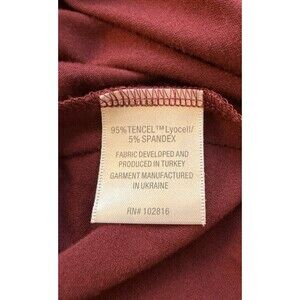 95% TENCEL™ Lyocell/
5% SPANDEX
FABRIC DEVELOPED AND
PRODUCED IN TURKEY
GARMENT MANUFACTURED
IN UKRAINE
RN# 102816